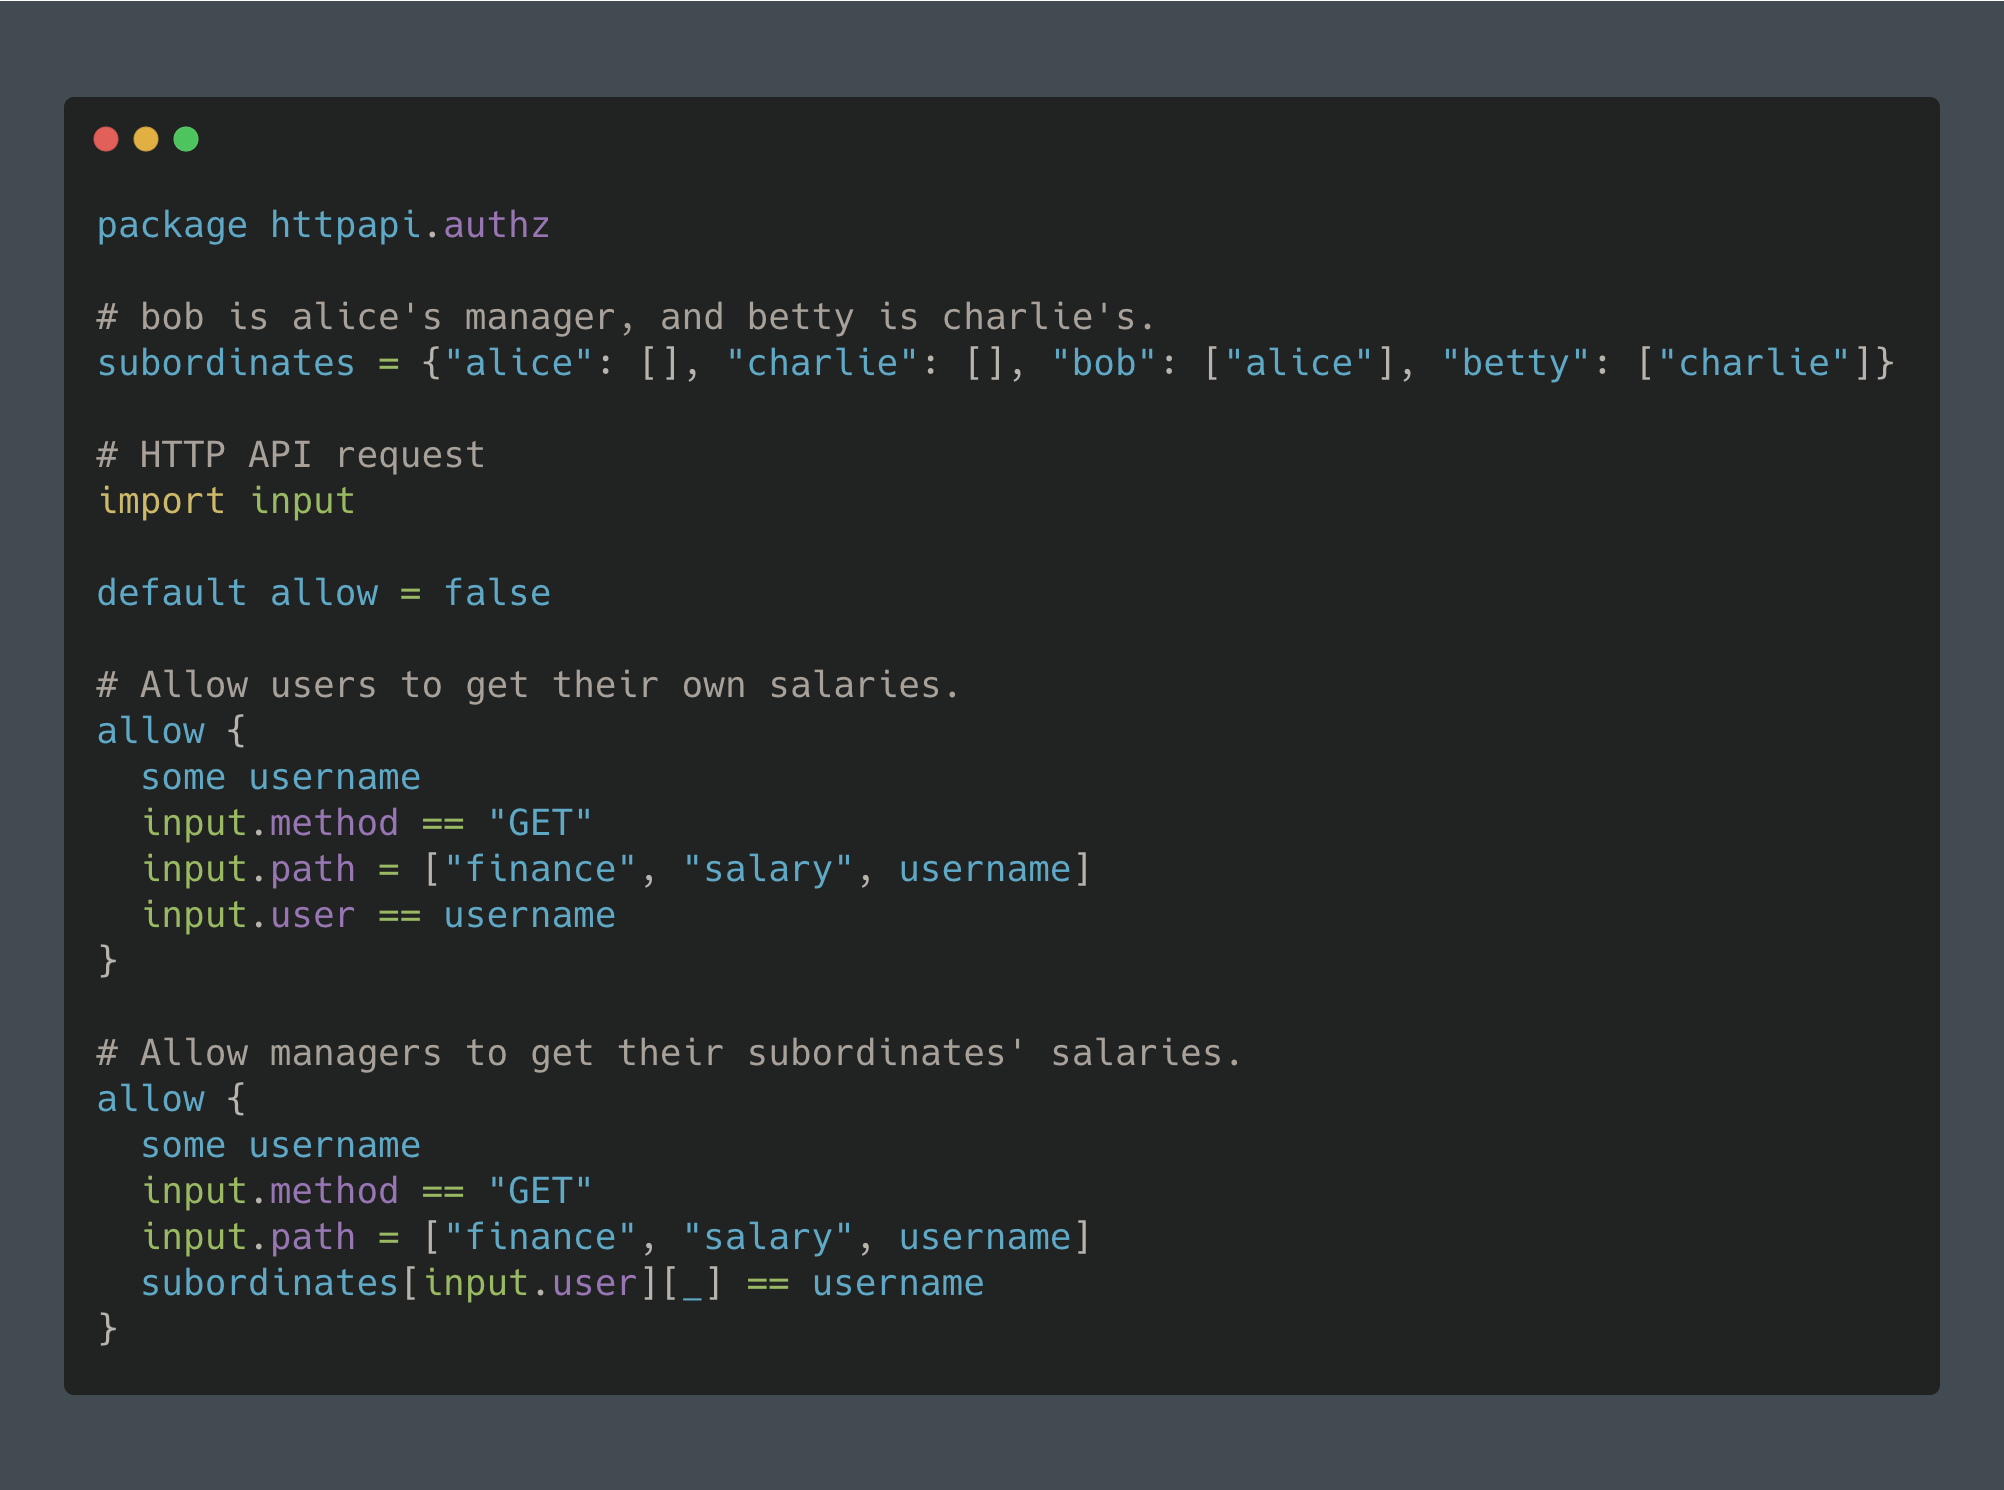 package httpapi.authz
# bob is alice's manager, and betty is charlie's.
subordinates = {"alice": [], "charlie": [], "bob": ["alice"], "betty": ["charlie"]}
# HTTP API request
import input
default allow = false
# Allow users to get their own salaries.
allow {
  some username
  input.method == "GET"
  input.path = ["finance", "salary", username]
  input.user == username
}
# Allow managers to get their subordinates' salaries.
allow {
  some username
  input.method == "GET"
  input.path = ["finance", "salary", username]
  subordinates[input.user][_] == username
}